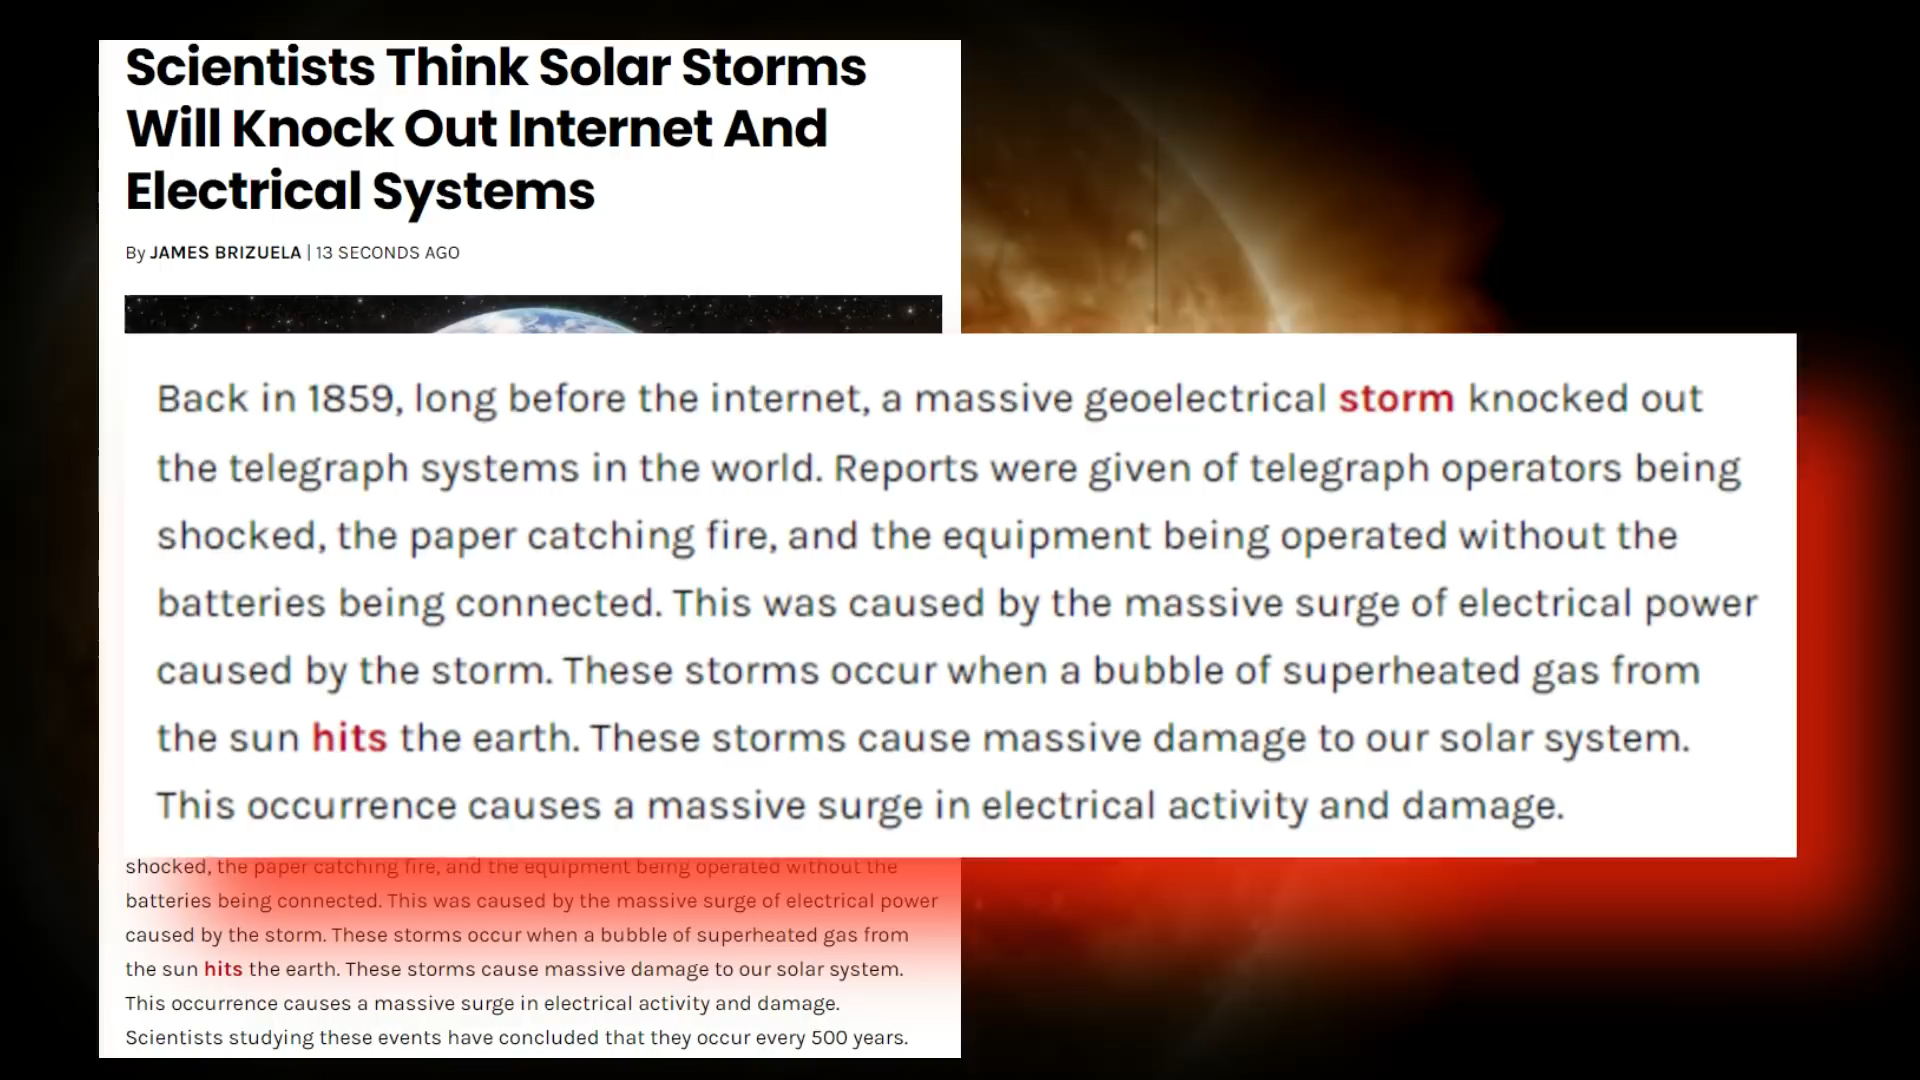 Scientists Think Solar Storms
Will Knock Out Internet And
Electrical Systems
By JAMES BRIZUELA | 13 SECONDS AGO
Back in 1859, long before the internet, a massive geoelectrical storm knocked out
the telegraph systems in the world. Reports were given of telegraph operators being
shocked, the paper catching fire, and the equipment being operated without the
batteries being connected. This was caused by the massive surge of electrical power
caused by the storm. These storms occur when a bubble of superheated gas from
the sun hits the earth. These storms cause massive damage to our solar system.
This occurrence causes a massive surge in electrical activity and damage.
shocked, the paper catching fire, and the equipment being operated without the
batteries being connected. This was caused by the massive surge of electrical power
caused by the storm. These storms occur when a bubble of superheated gas from
the sun hits the earth. These storms cause massive damage to our solar system.
This occurrence causes a massive surge in electrical activity and damage.
Scientists studying these events have concluded that they occur every 500 years.